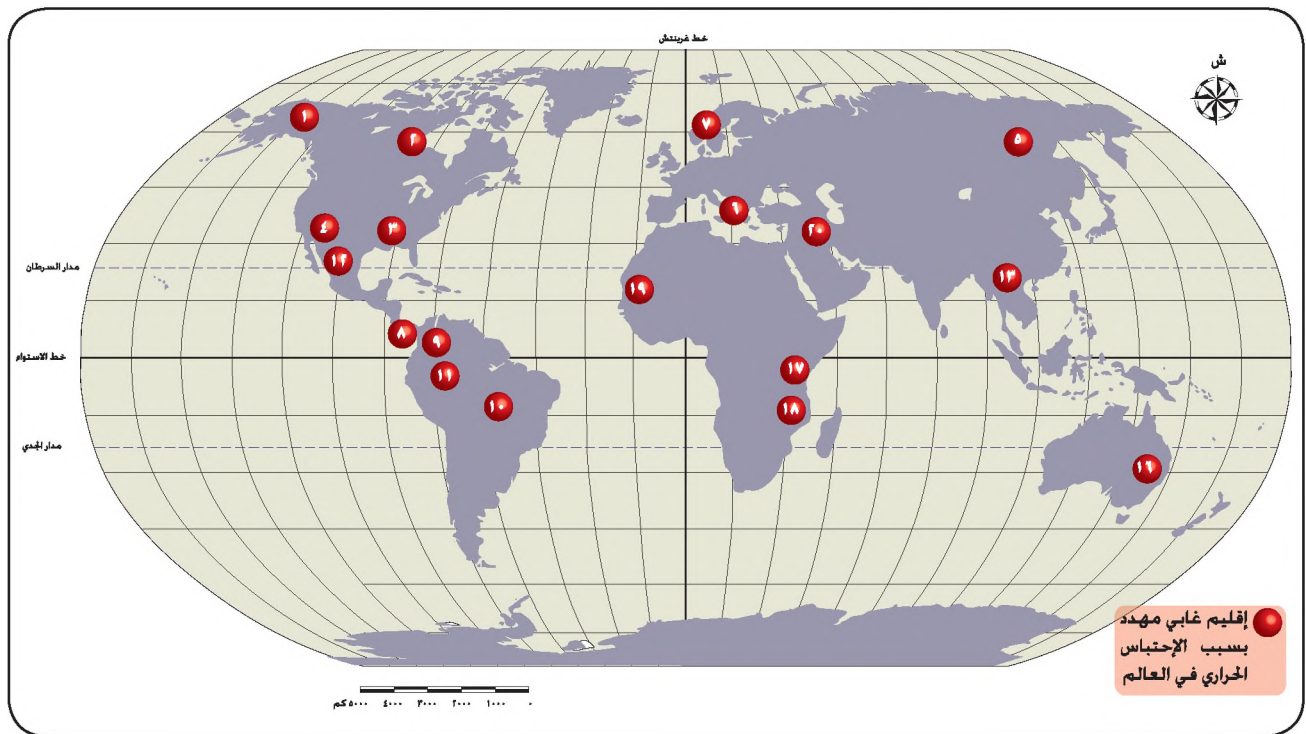 خط غرينتش
ش
١
٢
٧
٥
٦
٤
٣
٢٠
١٢
مدار السرطان
١٣
١٩
٨
٩
خط الاستواء
١١
١٧
١٠
١٨
مدار الجدي
١٦
إقليم غابي مهدد
بسبب الإحتباس
الحراري في العالم
٥٠٠٠ كم ٤٠٠٠ ٣٠٠٠ ٢٠٠٠ ١٠٠٠ ٠